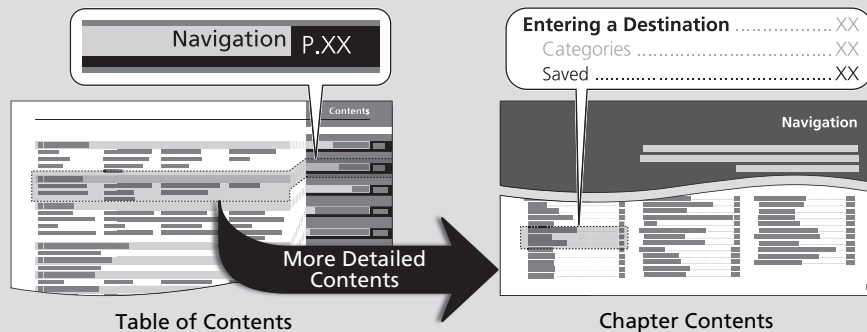 Navigation P.XX
Entering a Destination ................ XX
Categories ................ XX
Saved ................ XX
Contents
Navigation
More Detailed
Contents
Table of Contents
Chapter Contents